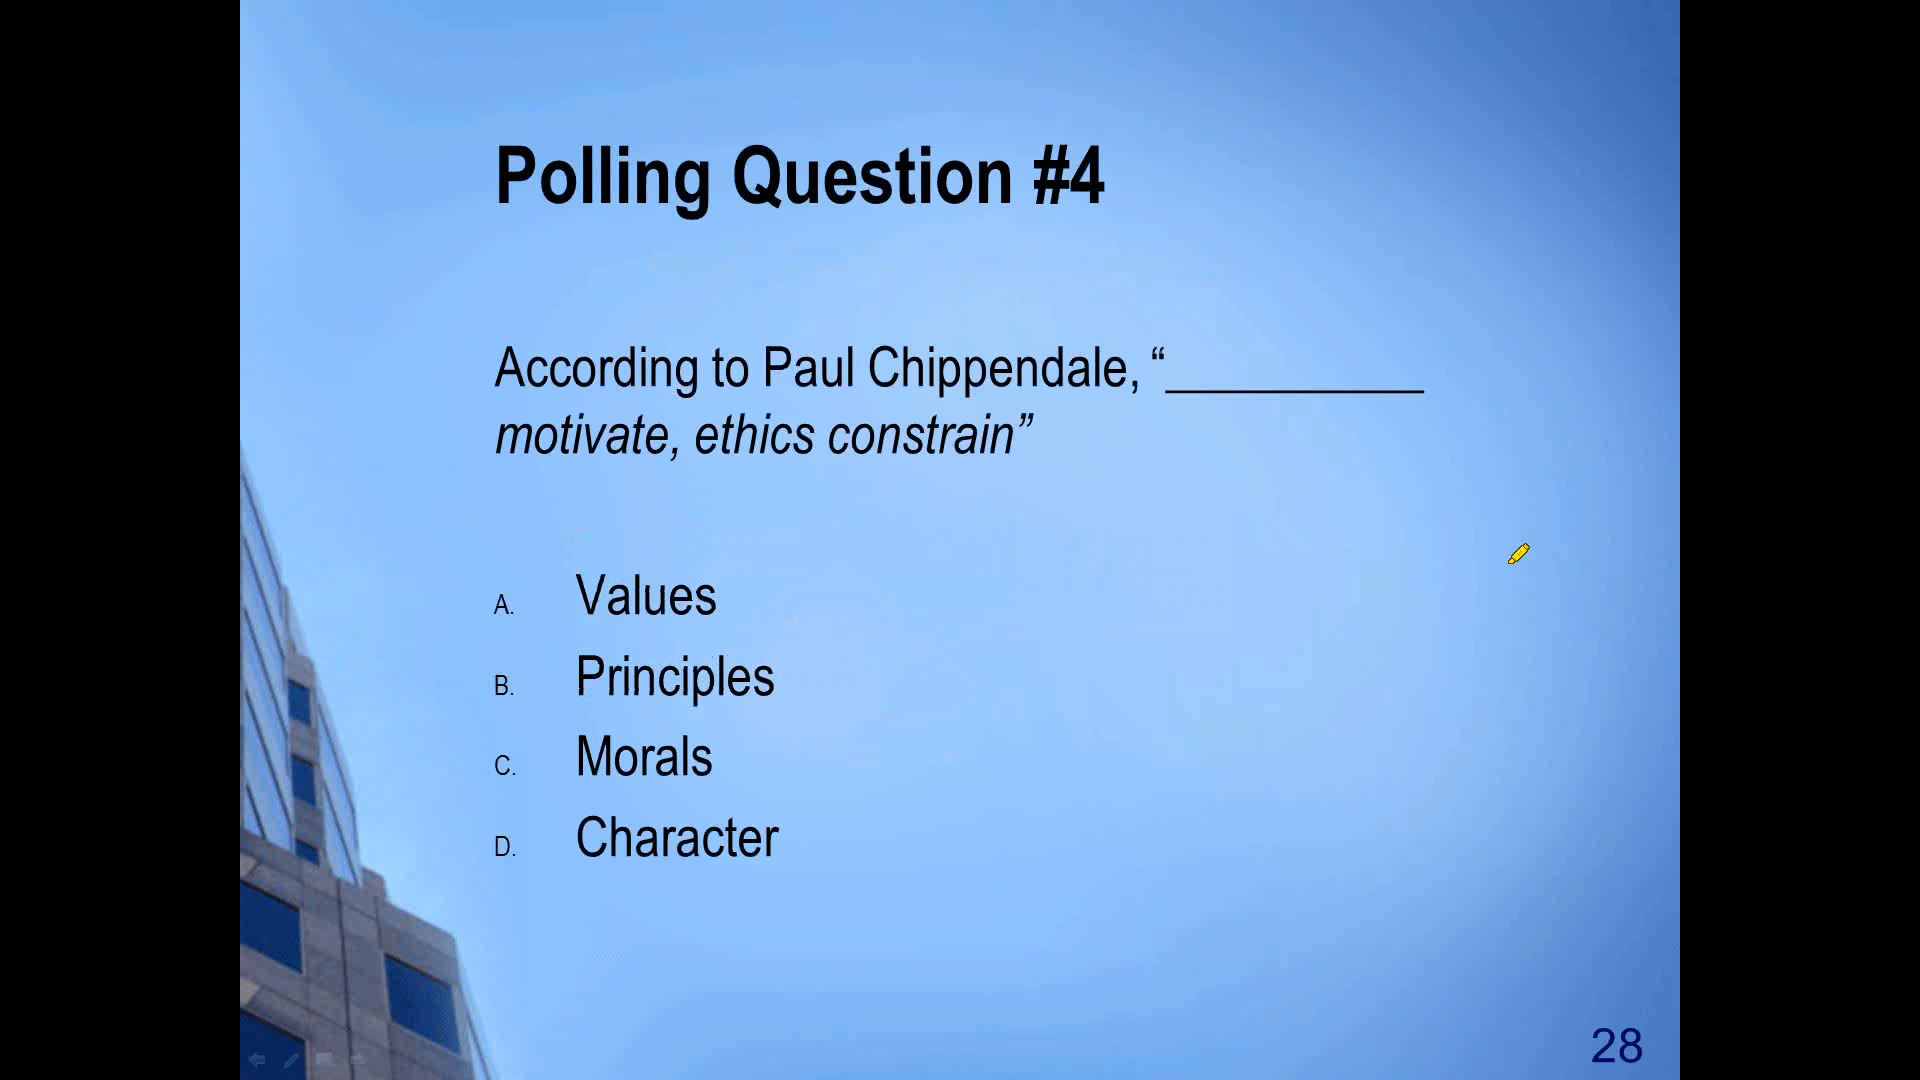 Polling Question #4
According to Paul Chippendale, “__________
motivate, ethics constrain”
A. Values
B. Principles
C. Morals
D. Character
28